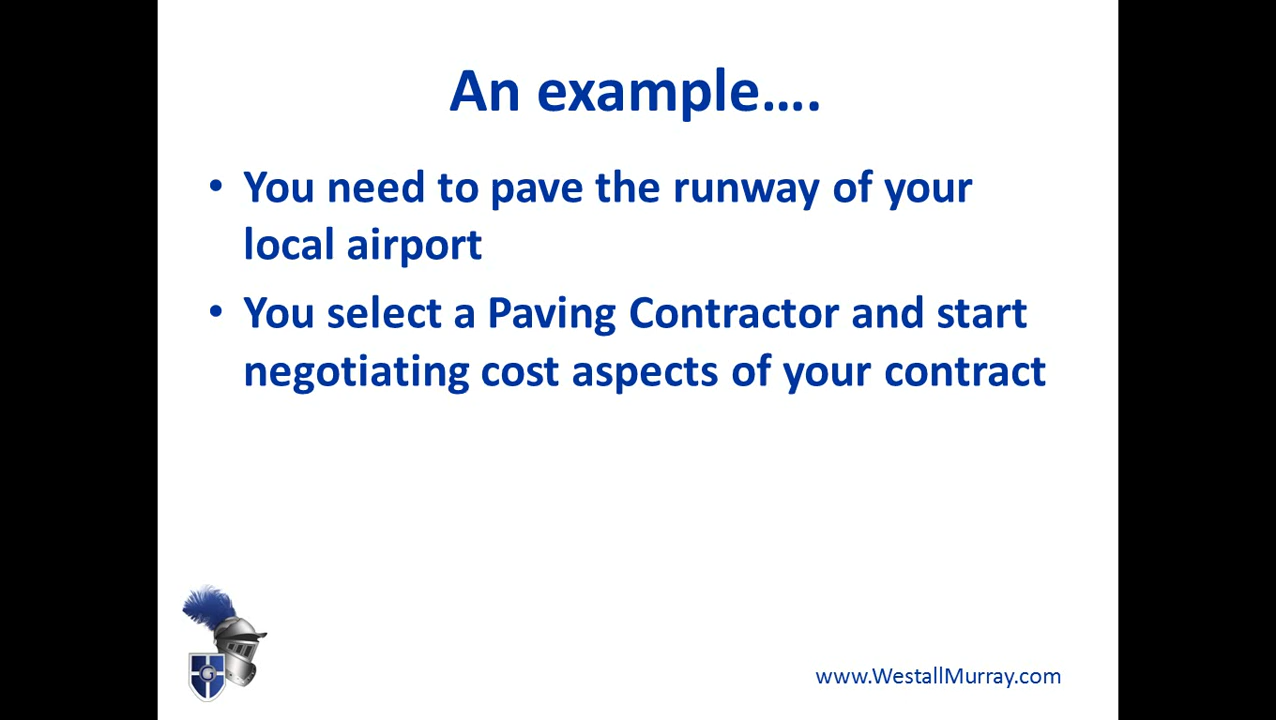 An example....
• You need to pave the runway of your
local airport
• You select a Paving Contractor and start
negotiating cost aspects of your contract
G
www.WestallMurray.com